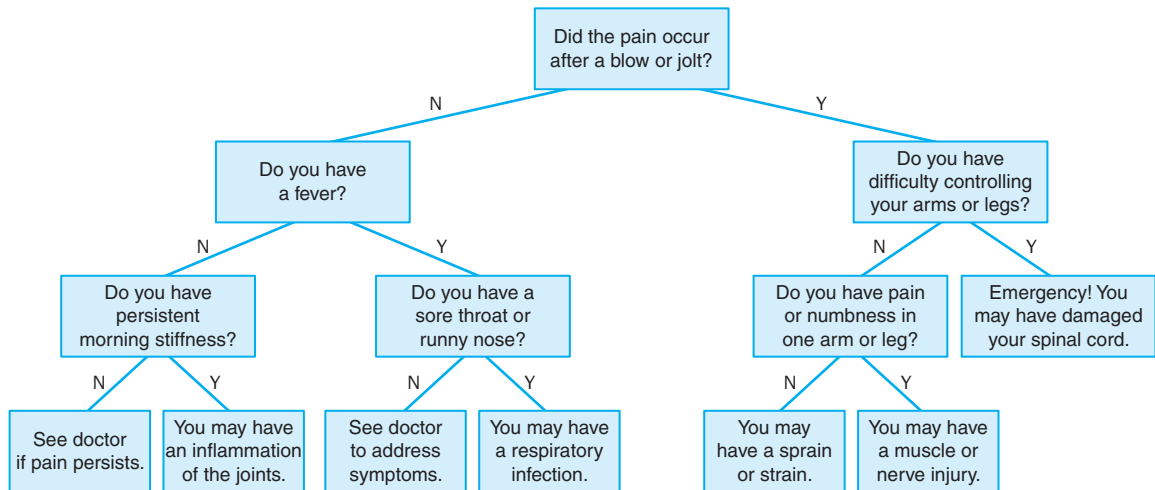 Did the pain occur
after a blow or jolt?
N
Y
Do you have
a fever?
Do you have
difficulty controlling
your arms or legs?
N
Y
N
Y
Do you have
persistent
morning stiffness?
Do you have a
sore throat or
runny nose?
Do you have pain
or numbness in
one arm or leg?
Emergency! You
may have damaged
your spinal cord.
N
Y
N
Y
N
Y
See doctor
if pain persists.
You may have
an inflammation
of the joints.
See doctor
to address
symptoms.
You may have
a respiratory
infection.
You may
have a sprain
or strain.
You may have
a muscle or
nerve injury.